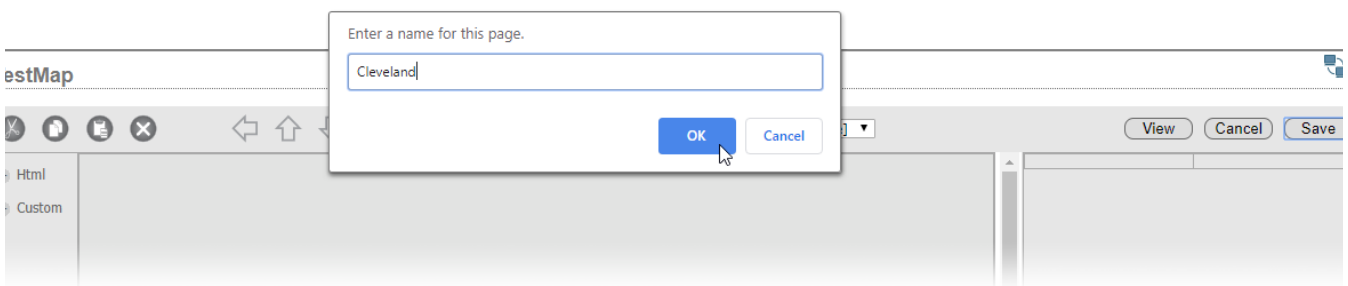 Enter a name for this page.
Cleveland
estMap
OK
Cancel
View
Cancel
Save
Html
Custom